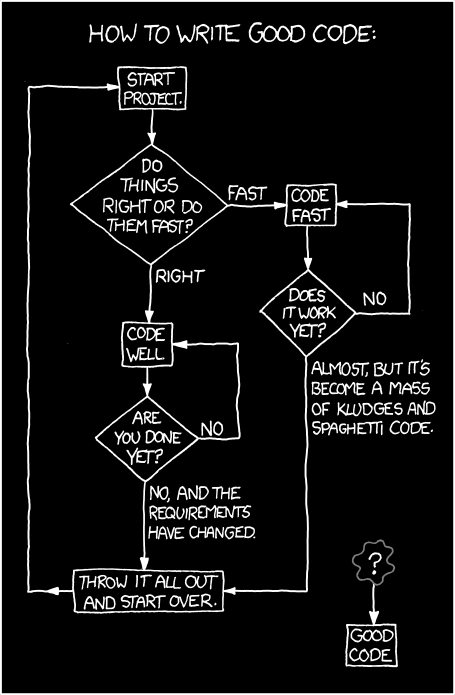 HOW TO WRITE GOOD CODE:
START
PROJECT.
DO
THINGS
RIGHT OR DO
THEM FAST?
FAST
CODE
FAST
RIGHT
DOES
IT WORK
YET?
NO
CODE
WELL
ALMOST, BUT IT'S
BECOME A MASS
OF KLUDGES AND
SPAGHETTI CODE.
ARE
YOU DONE
YET?
NO
NO, AND THE
REQUIREMENTS
HAVE CHANGED.
THROW IT ALL OUT
AND START OVER.
?
GOOD
CODE